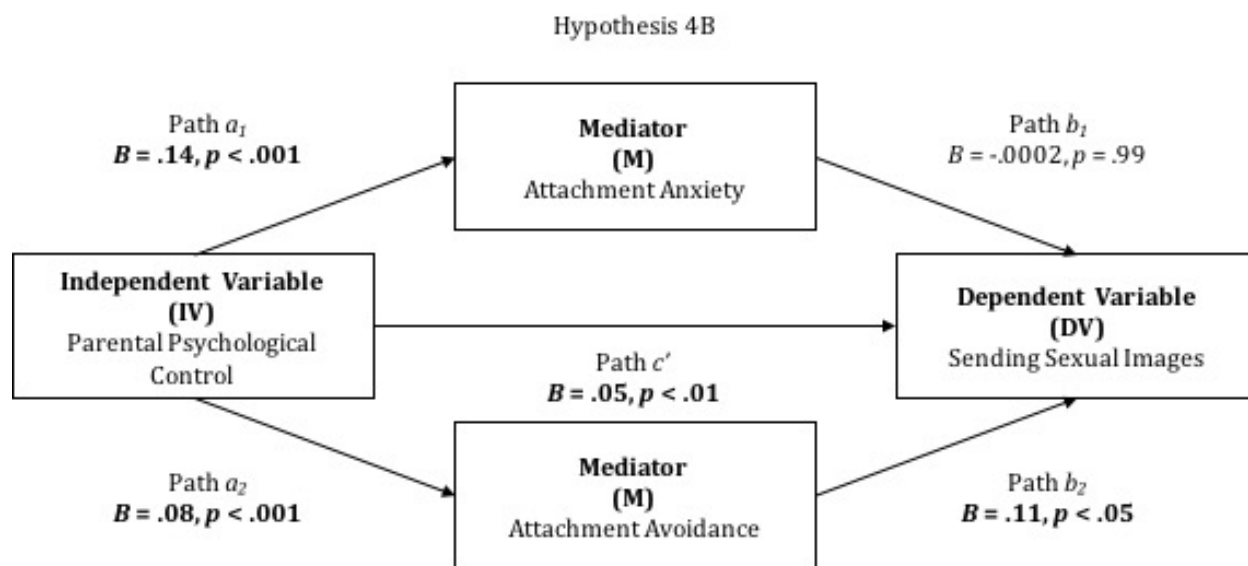 Hypothesis 4B
Path a₁
B = .14, p < .001
Mediator
(M)
Attachment Anxiety
Path b₁
B = -.0002, p = .99
Independent Variable
(IV)
Parental Psychological
Control
Dependent Variable
(DV)
Sending Sexual Images
Path c′
B = .05, p < .01
Path a₂
B = .08, p < .001
Mediator
(M)
Attachment Avoidance
Path b₂
B = .11, p < .05